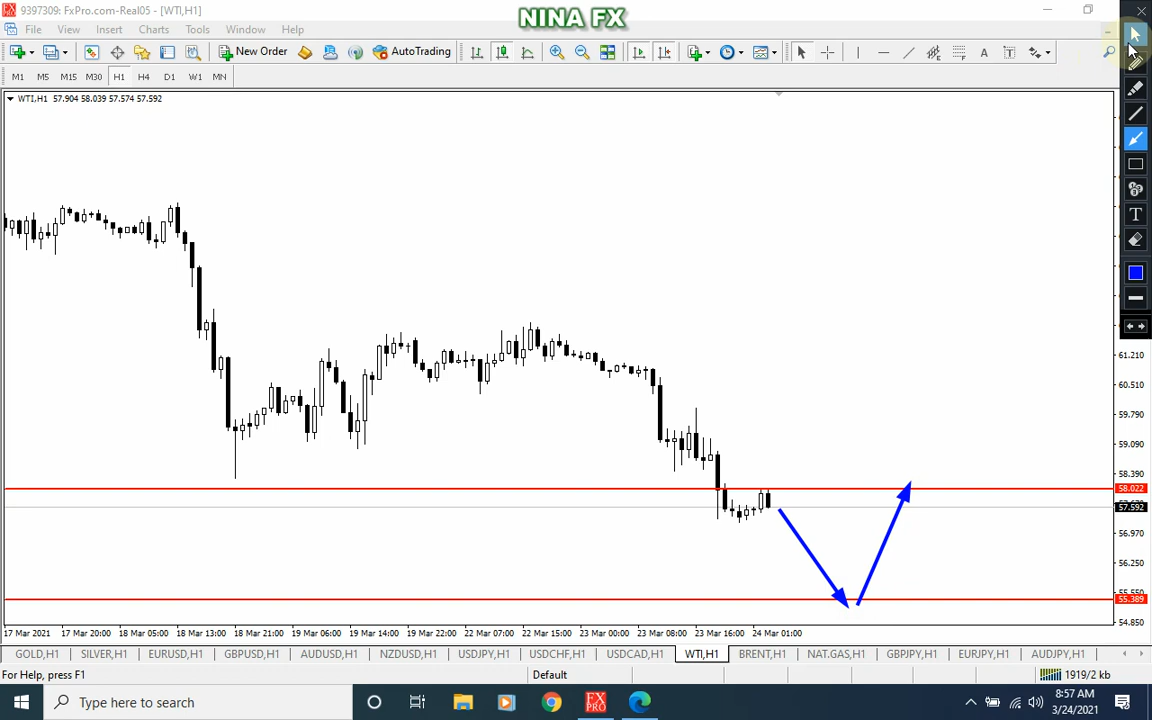 9397309: FxPro.com-Real05 - [WTI,H1]
NINA FX
File View Insert Charts Tools Window Help
New Order AutoTrading
M1 M5 M15 M30 H1 H4 D1 W1 MN
WTI,H1 57.904 58.039 57.574 57.592
61.210
60.510
59.790
59.090
58.390
58.022
57.592
56.970
56.250
55.550
55.389
54.850
17 Mar 2021 17 Mar 20:00 18 Mar 05:00 18 Mar 13:00 18 Mar 21:00 19 Mar 06:00 19 Mar 14:00 19 Mar 22:00 22 Mar 07:00 22 Mar 15:00 23 Mar 00:00 23 Mar 08:00 23 Mar 16:00 24 Mar 01:00
GOLD,H1 SILVER,H1 EURUSD,H1 GBPUSD,H1 AUDUSD,H1 NZDUSD,H1 USDJPY,H1 USDCHF,H1 USDCAD,H1 WTI,H1 BRENT,H1 NAT.GAS,H1 GBPJPY,H1 EURJPY,H1 AUDJPY,H1
For Help, press F1 Default 1919/2 kb
Type here to search
FX PRO
8:57 AM
3/24/2021